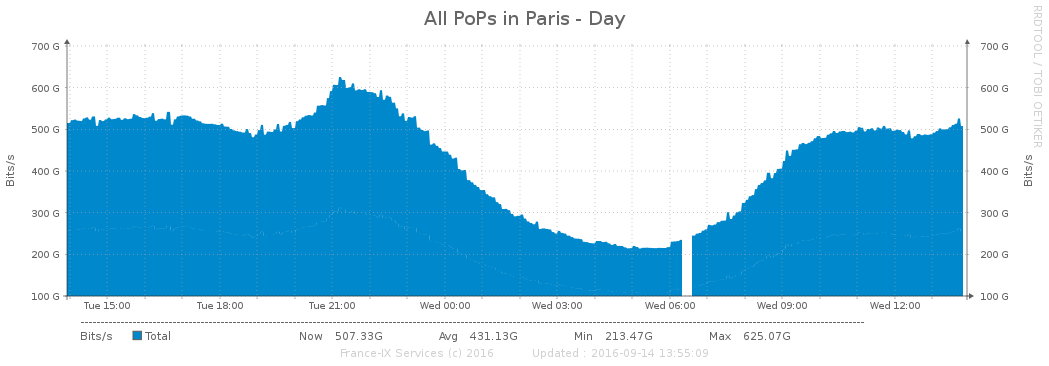 All PoPs in Paris - Day
RRDTOOL / TOBI OETIKER
700 G 700 G
600 G 600 G
500 G 500 G
400 G 400 G
300 G 300 G
200 G 200 G
100 G 100 G
Bits/s
Bits/s
Tue 15:00 Tue 18:00 Tue 21:00 Wed 00:00 Wed 03:00 Wed 06:00 Wed 09:00 Wed 12:00
Bits/s Total Now 507.33G Avg 431.13G Min 213.47G Max 625.07G
France-IX Services (c) 2016 Updated : 2016-09-14 13:55:09